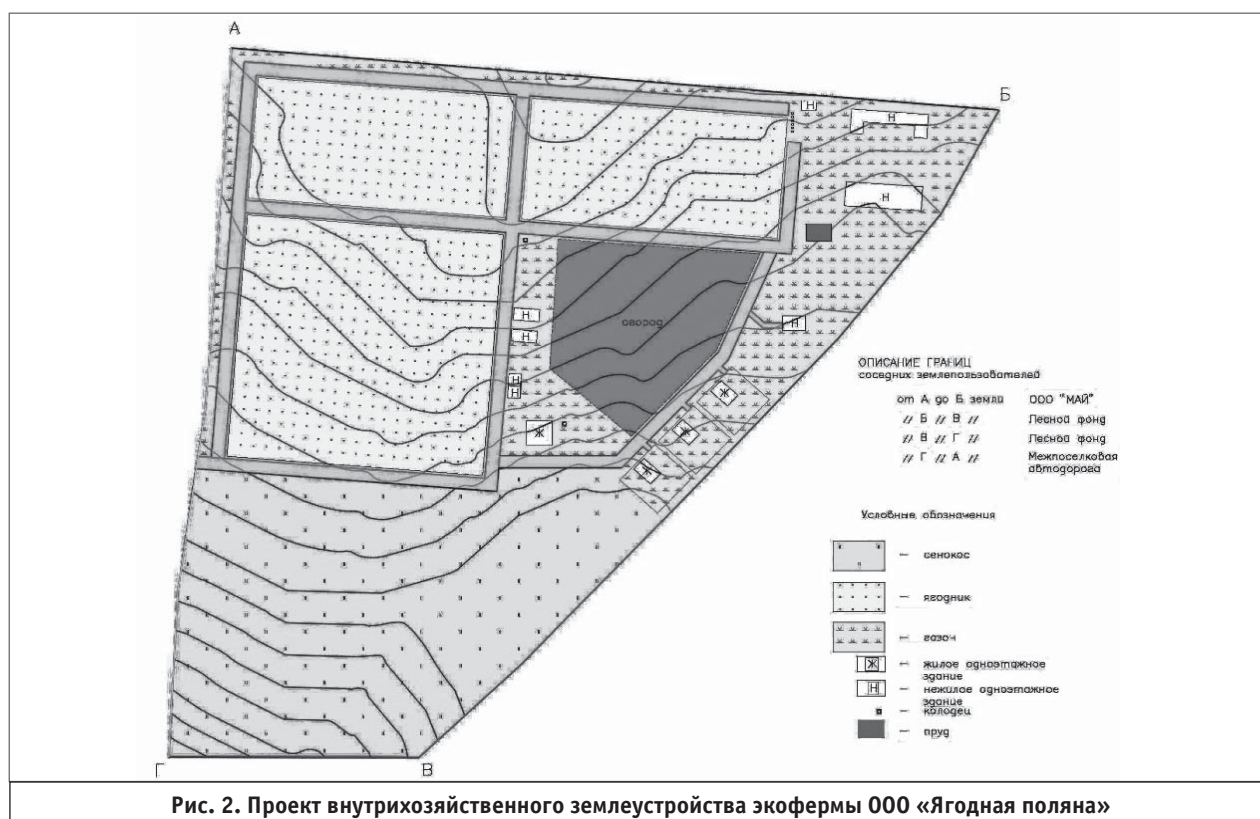 А
Б
Н
Н
Н
Н
Н
Н
Н
Н
Ж
Ж
Ж
Ж
ОПИСАНИЕ ГРАНИЦ
соседних землепользователей
от А до Б земли ООО "МАЙ"
// Б // В // Лесной фонд
// В // Г // Лесной фонд
// Г // А // Межпоселковая
автодорога
Условные обозначения
– сенокос
– ягодник
– газон
Ж – жилое одноэтажное
здание
Н – нежилое одноэтажное
здание
– колодец
– пруд
Г
В
Рис. 2. Проект внутрихозяйственного землеустройства экофермы ООО «Ягодная поляна»